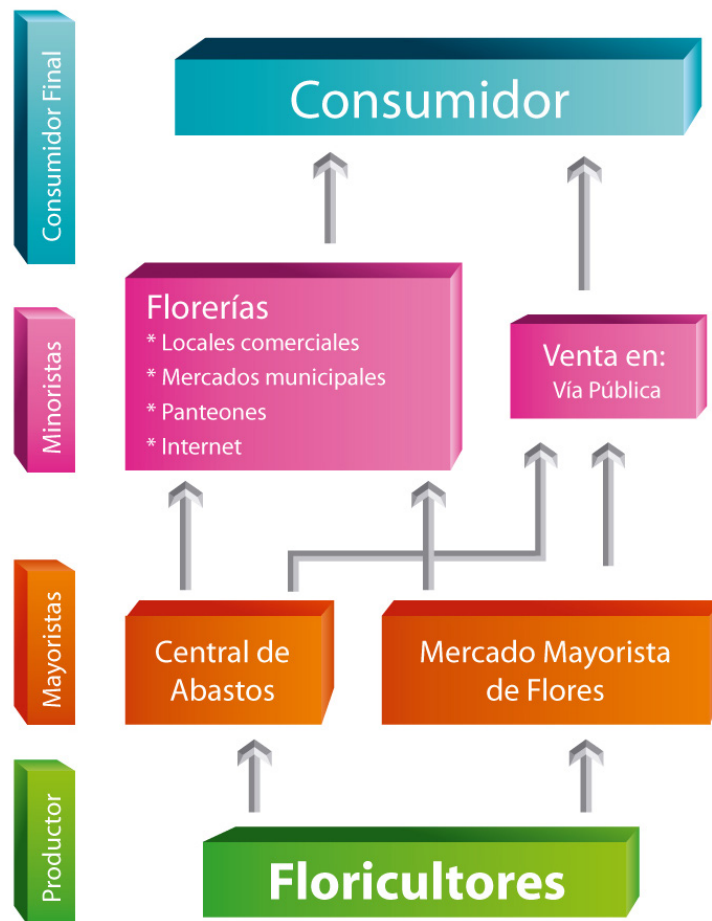 Consumidor Final
Consumidor
Minoristas
Florerías
* Locales comerciales
* Mercados municipales
* Panteones
* Internet
Venta en:
Vía Pública
Mayoristas
Central de
Abastos
Mercado Mayorista
de Flores
Productor
Floricultores